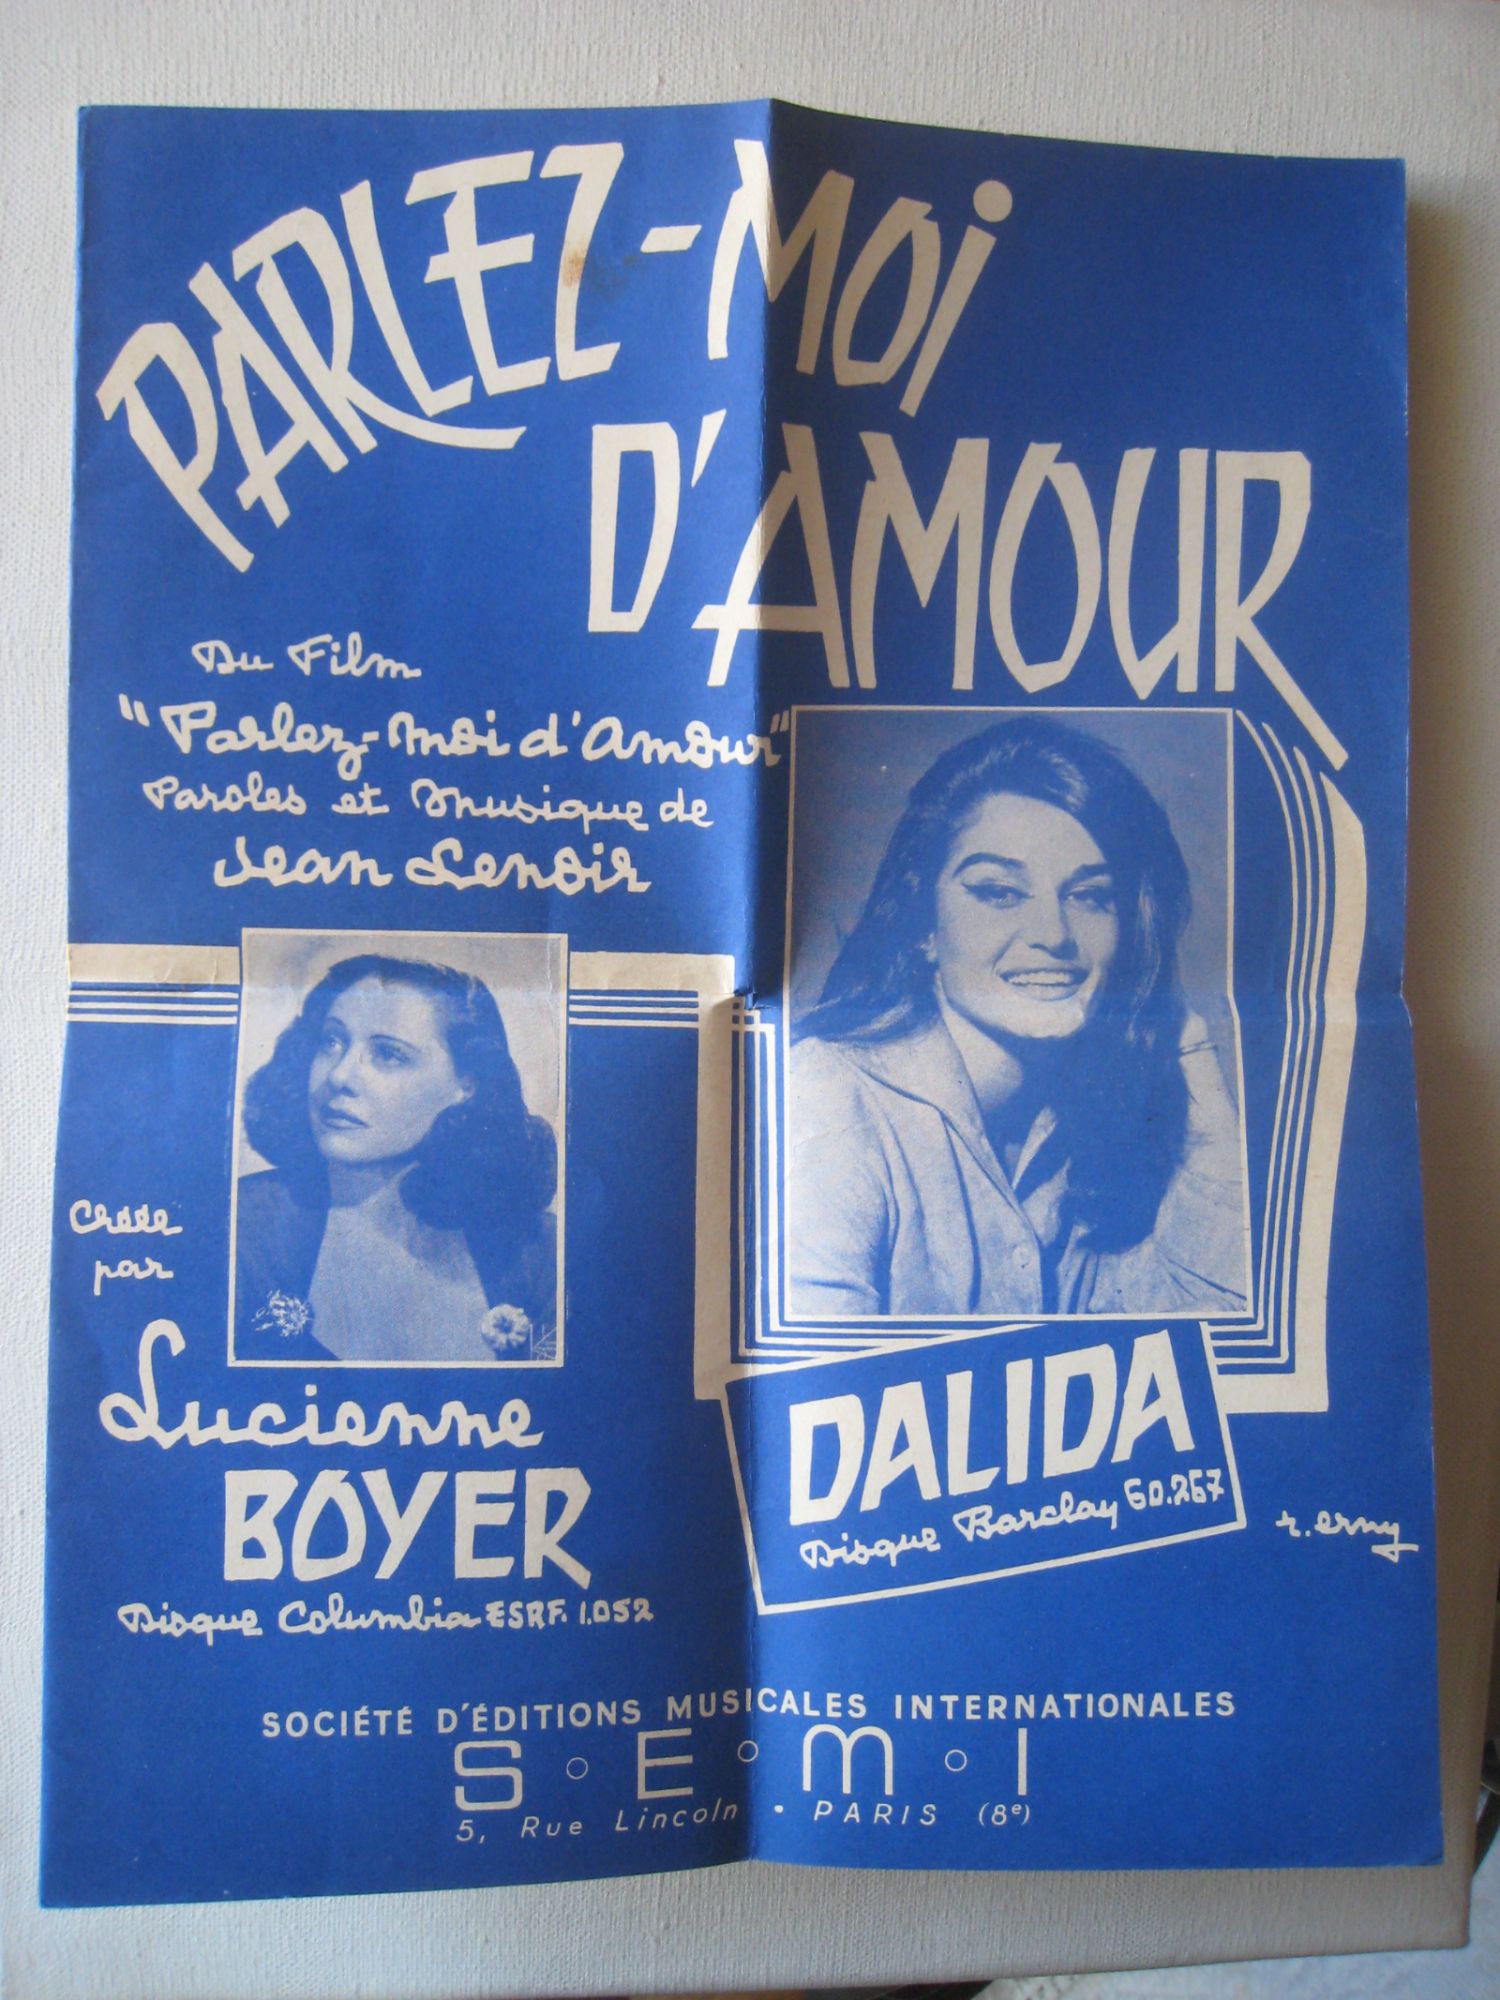 PARLEZ-MOI
D'AMOUR
Du Film
"Parlez-moi d'Amour"
Paroles et Musique de
Jean Lenoir
Créée
par
Lucienne
BOYER
Disque Columbia ESRF. 1.052
DALIDA
Disque Barclay 60.267
r. erny
SOCIÉTÉ D'ÉDITIONS MUSICALES INTERNATIONALES
S.E.M.I
5, Rue Lincoln • PARIS (8e)